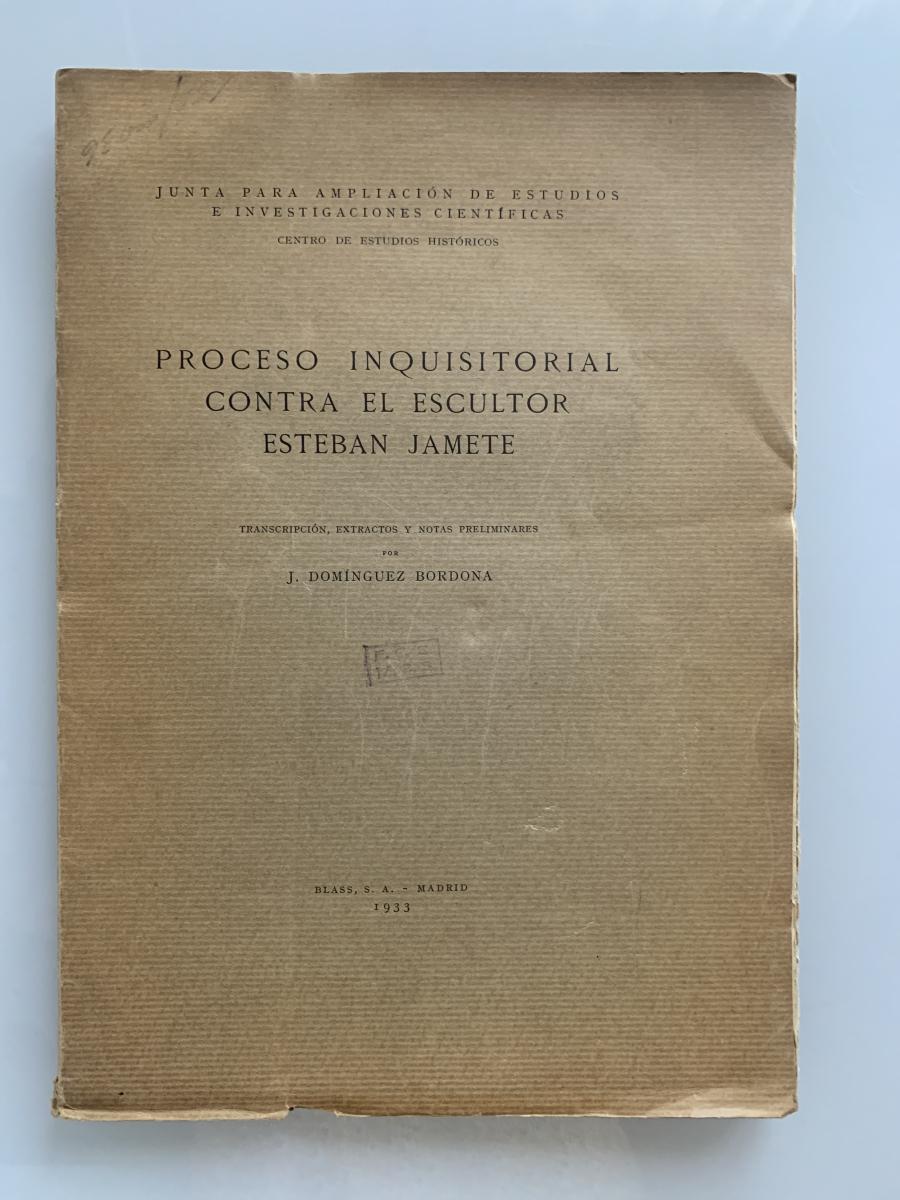 JUNTA PARA AMPLIACIÓN DE ESTUDIOS
E INVESTIGACIONES CIENTÍFICAS
CENTRO DE ESTUDIOS HISTÓRICOS
PROCESO INQUISITORIAL
CONTRA EL ESCULTOR
ESTEBAN JAMETE
TRANSCRIPCIÓN, EXTRACTOS Y NOTAS PRELIMINARES
POR
J. DOMÍNGUEZ BORDONA
BLASS, S. A. - MADRID
1933